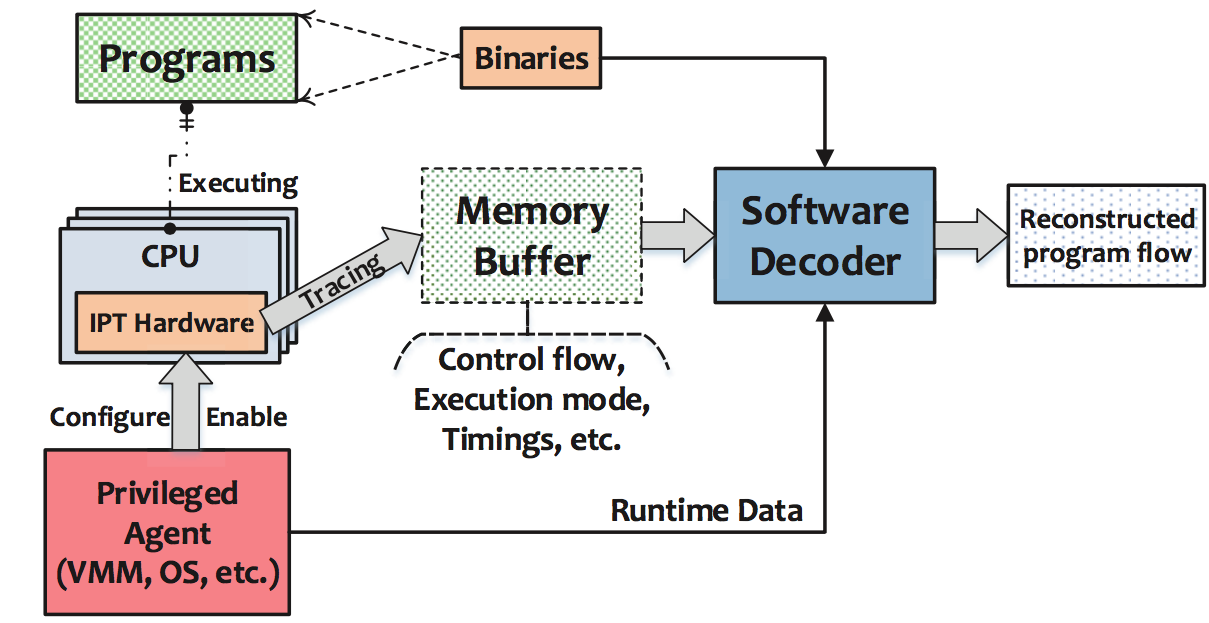 Programs
Binaries
Executing
CPU
IPT Hardware
Tracing
Memory
Buffer
Software
Decoder
Reconstructed
program flow
Control flow,
Execution mode,
Timings, etc.
Configure
Enable
Privileged
Agent
(VMM, OS, etc.)
Runtime Data